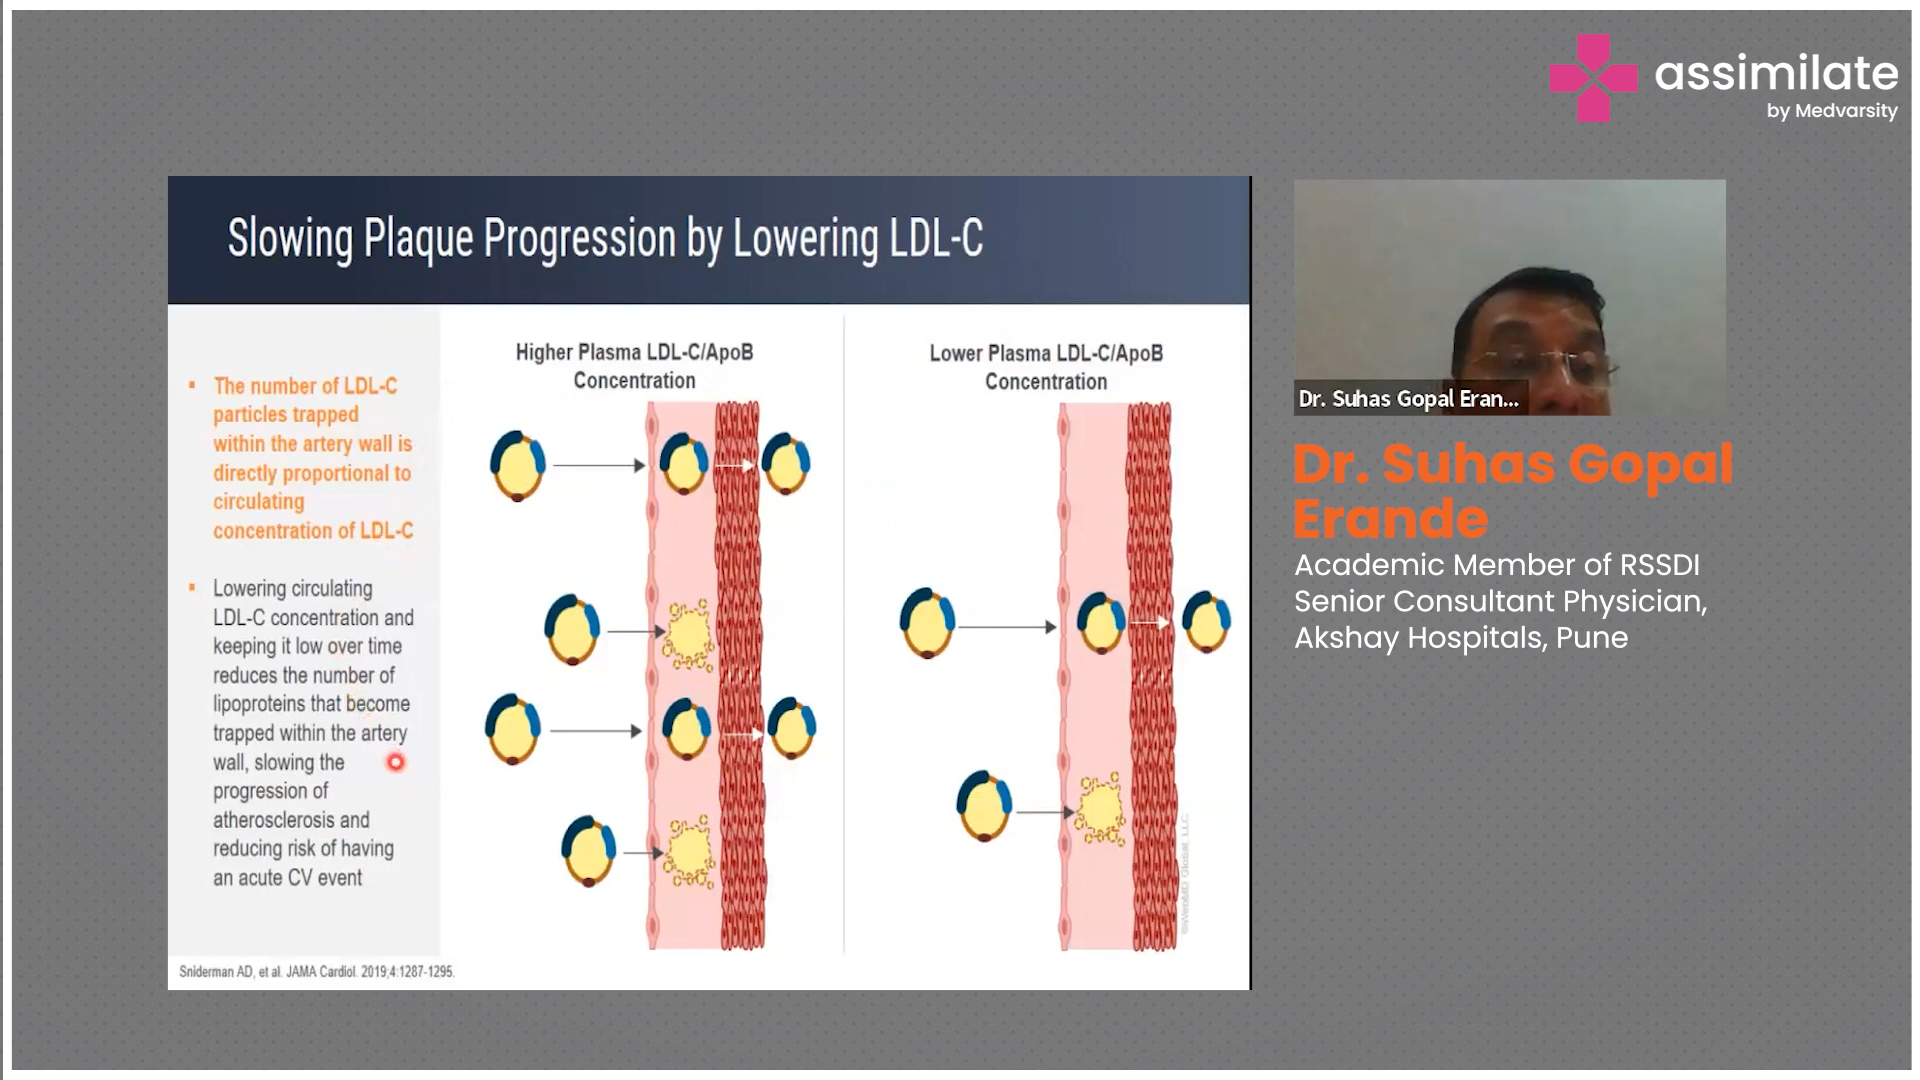 assimilate
by Medvarsity
Slowing Plaque Progression by Lowering LDL-C
▪ The number of LDL-C
particles trapped
within the artery wall is
directly proportional to
circulating
concentration of LDL-C
▪ Lowering circulating
LDL-C concentration and
keeping it low over time
reduces the number of
lipoproteins that become
trapped within the artery
wall, slowing the
progression of
atherosclerosis and
reducing risk of having
an acute CV event
Higher Plasma LDL-C/ApoB
Concentration
Lower Plasma LDL-C/ApoB
Concentration
©WebMD Global, LLC
Sniderman AD, et al. JAMA Cardiol. 2019;4:1287-1295.
Dr. Suhas Gopal Eran...
Dr. Suhas Gopal
Erande
Academic Member of RSSDI
Senior Consultant Physician,
Akshay Hospitals, Pune